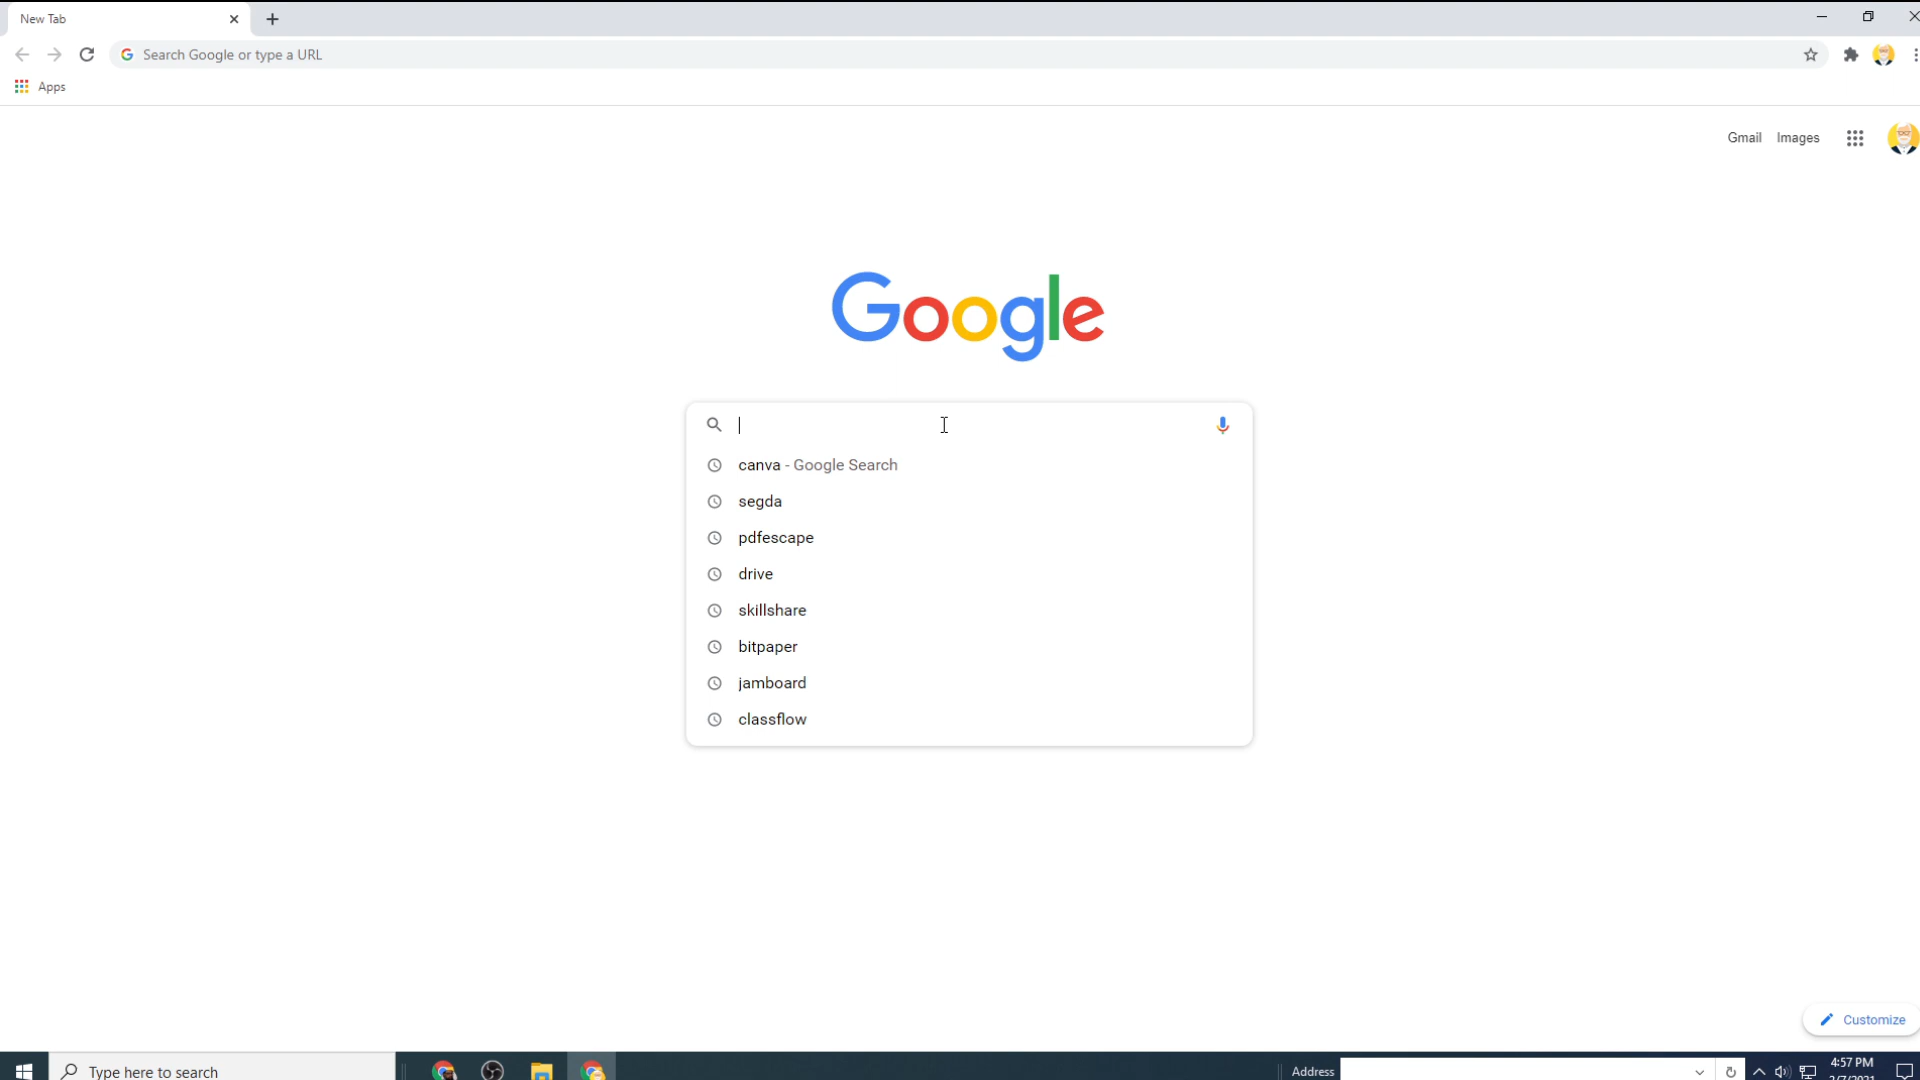 New Tab
Search Google or type a URL
Apps
Gmail Images
Google
canva - Google Search
segda
pdfescape
drive
skillshare
bitpaper
jamboard
classflow
Customize
Type here to search
Address
4:57 PM